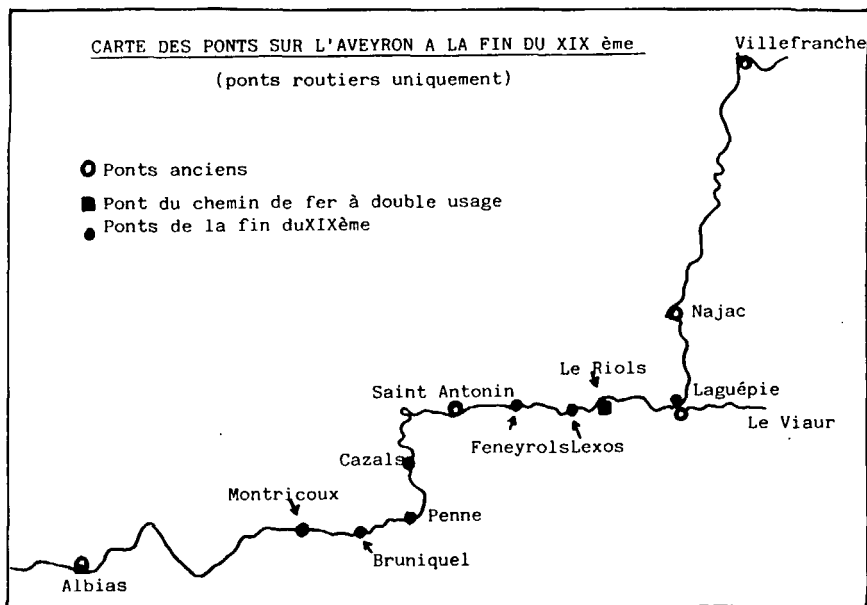 CARTE DES PONTS SUR L'AVEYRON A LA FIN DU XIX ème
(ponts routiers uniquement)
Villefranche
Ponts anciens
Pont du chemin de fer à double usage
Ponts de la fin duXIXème
Najac
Le Riols
Saint Antonin
Laguépie
Le Viaur
FeneyrolsLexos
Cazals
Montricoux
Penne
Bruniquel
Albias